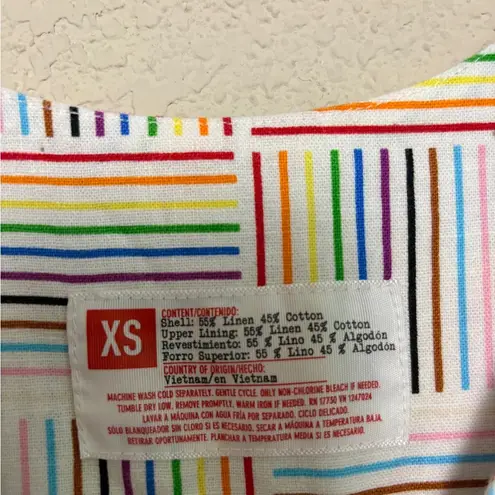 XS
CONTENT/CONTENIDO:
Shell: 55% Linen 45% Cotton
Upper Lining: 55% Linen 45% Cotton
Revestimiento: 55 % Lino 45 % Algodón
Forro Superior: 55 % Lino 45 % Algodón
COUNTRY OF ORIGIN/HECHO:
Vietnam/en Vietnam
MACHINE WASH COLD SEPARATELY. GENTLE CYCLE. ONLY NON-CHLORINE BLEACH IF NEEDED.
TUMBLE DRY LOW. REMOVE PROMPTLY. WARM IRON IF NEEDED. RN 17730 VN 1247024
LAVAR A MÁQUINA CON AGUA FRÍA POR SEPARADO. CICLO DELICADO.
SÓLO BLANQUEADOR SIN CLORO SI ES NECESARIO. SECAR A MÁQUINA A TEMPERATURA BAJA.
RETIRAR OPORTUNAMENTE. PLANCHAR A TEMPERATURA MEDIA SI ES NECESARIO.